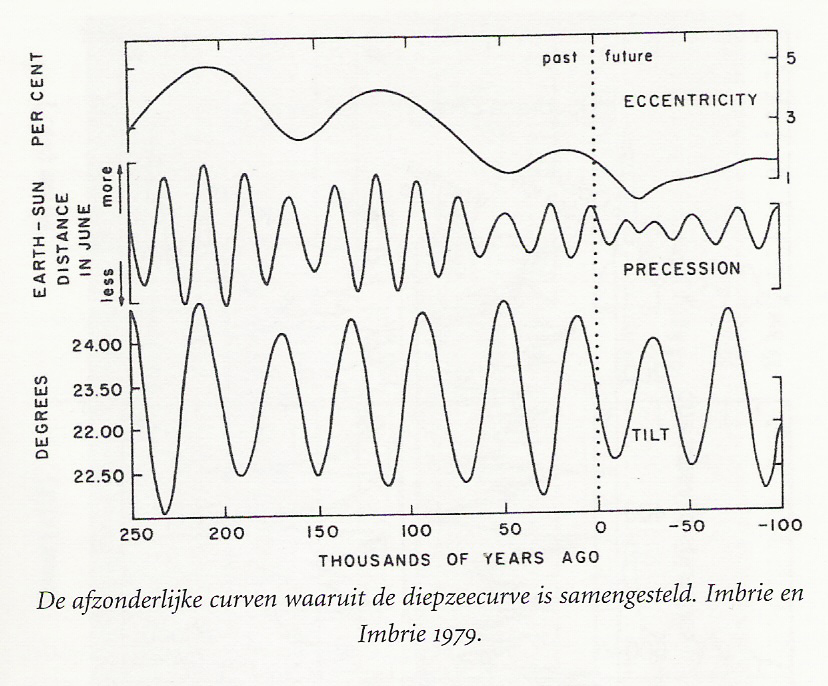 past future
5
PER CENT
ECCENTRICITY
3
1
EARTH-SUN
DISTANCE
IN JUNE
more
less
PRECESSION
24.00
23.50
22.00
22.50
DEGREES
TILT
250 200 150 100 50 0 -50 -100
THOUSANDS OF YEARS AGO
De afzonderlijke curven waaruit de diepzeecurve is samengesteld. Imbrie en
Imbrie 1979.